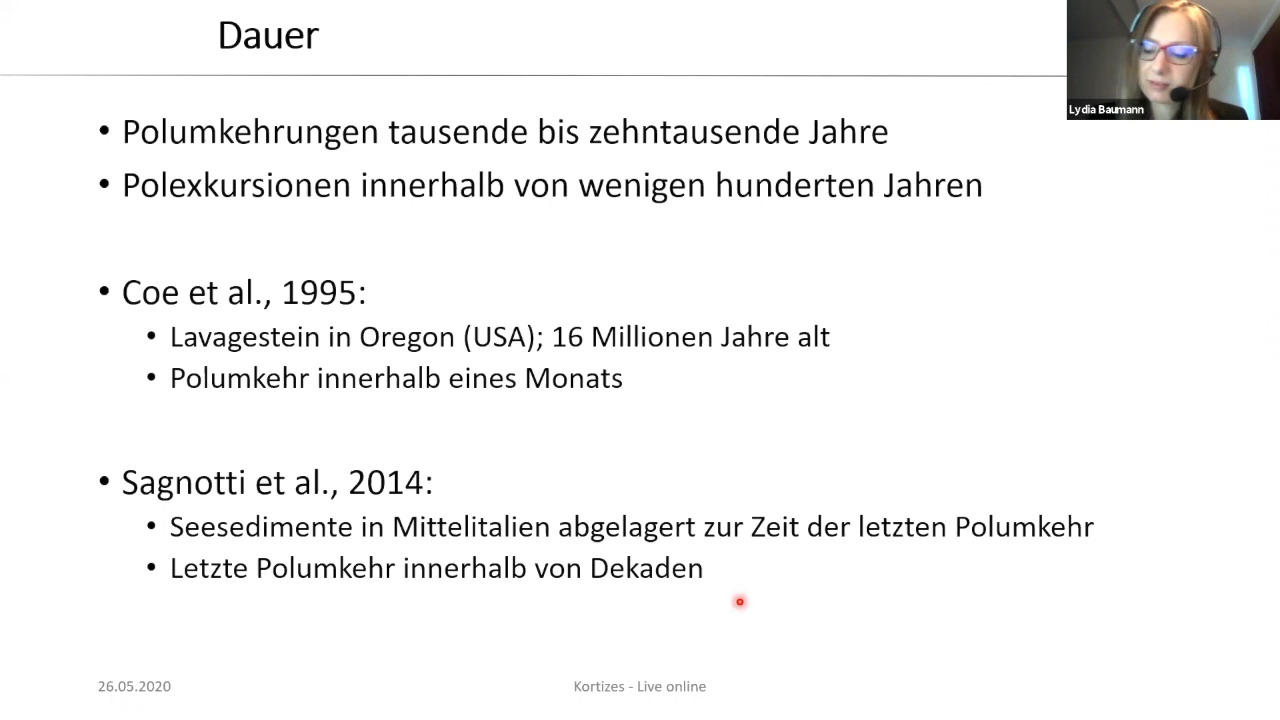 Dauer
Lydia Baumann
• Polumkehrungen tausende bis zehntausende Jahre
• Polexkursionen innerhalb von wenigen hunderten Jahren
• Coe et al., 1995:
• Lavagestein in Oregon (USA); 16 Millionen Jahre alt
• Polumkehr innerhalb eines Monats
• Sagnotti et al., 2014:
• Seesedimente in Mittelitalien abgelagert zur Zeit der letzten Polumkehr
• Letzte Polumkehr innerhalb von Dekaden
26.05.2020
Kortizes - Live online